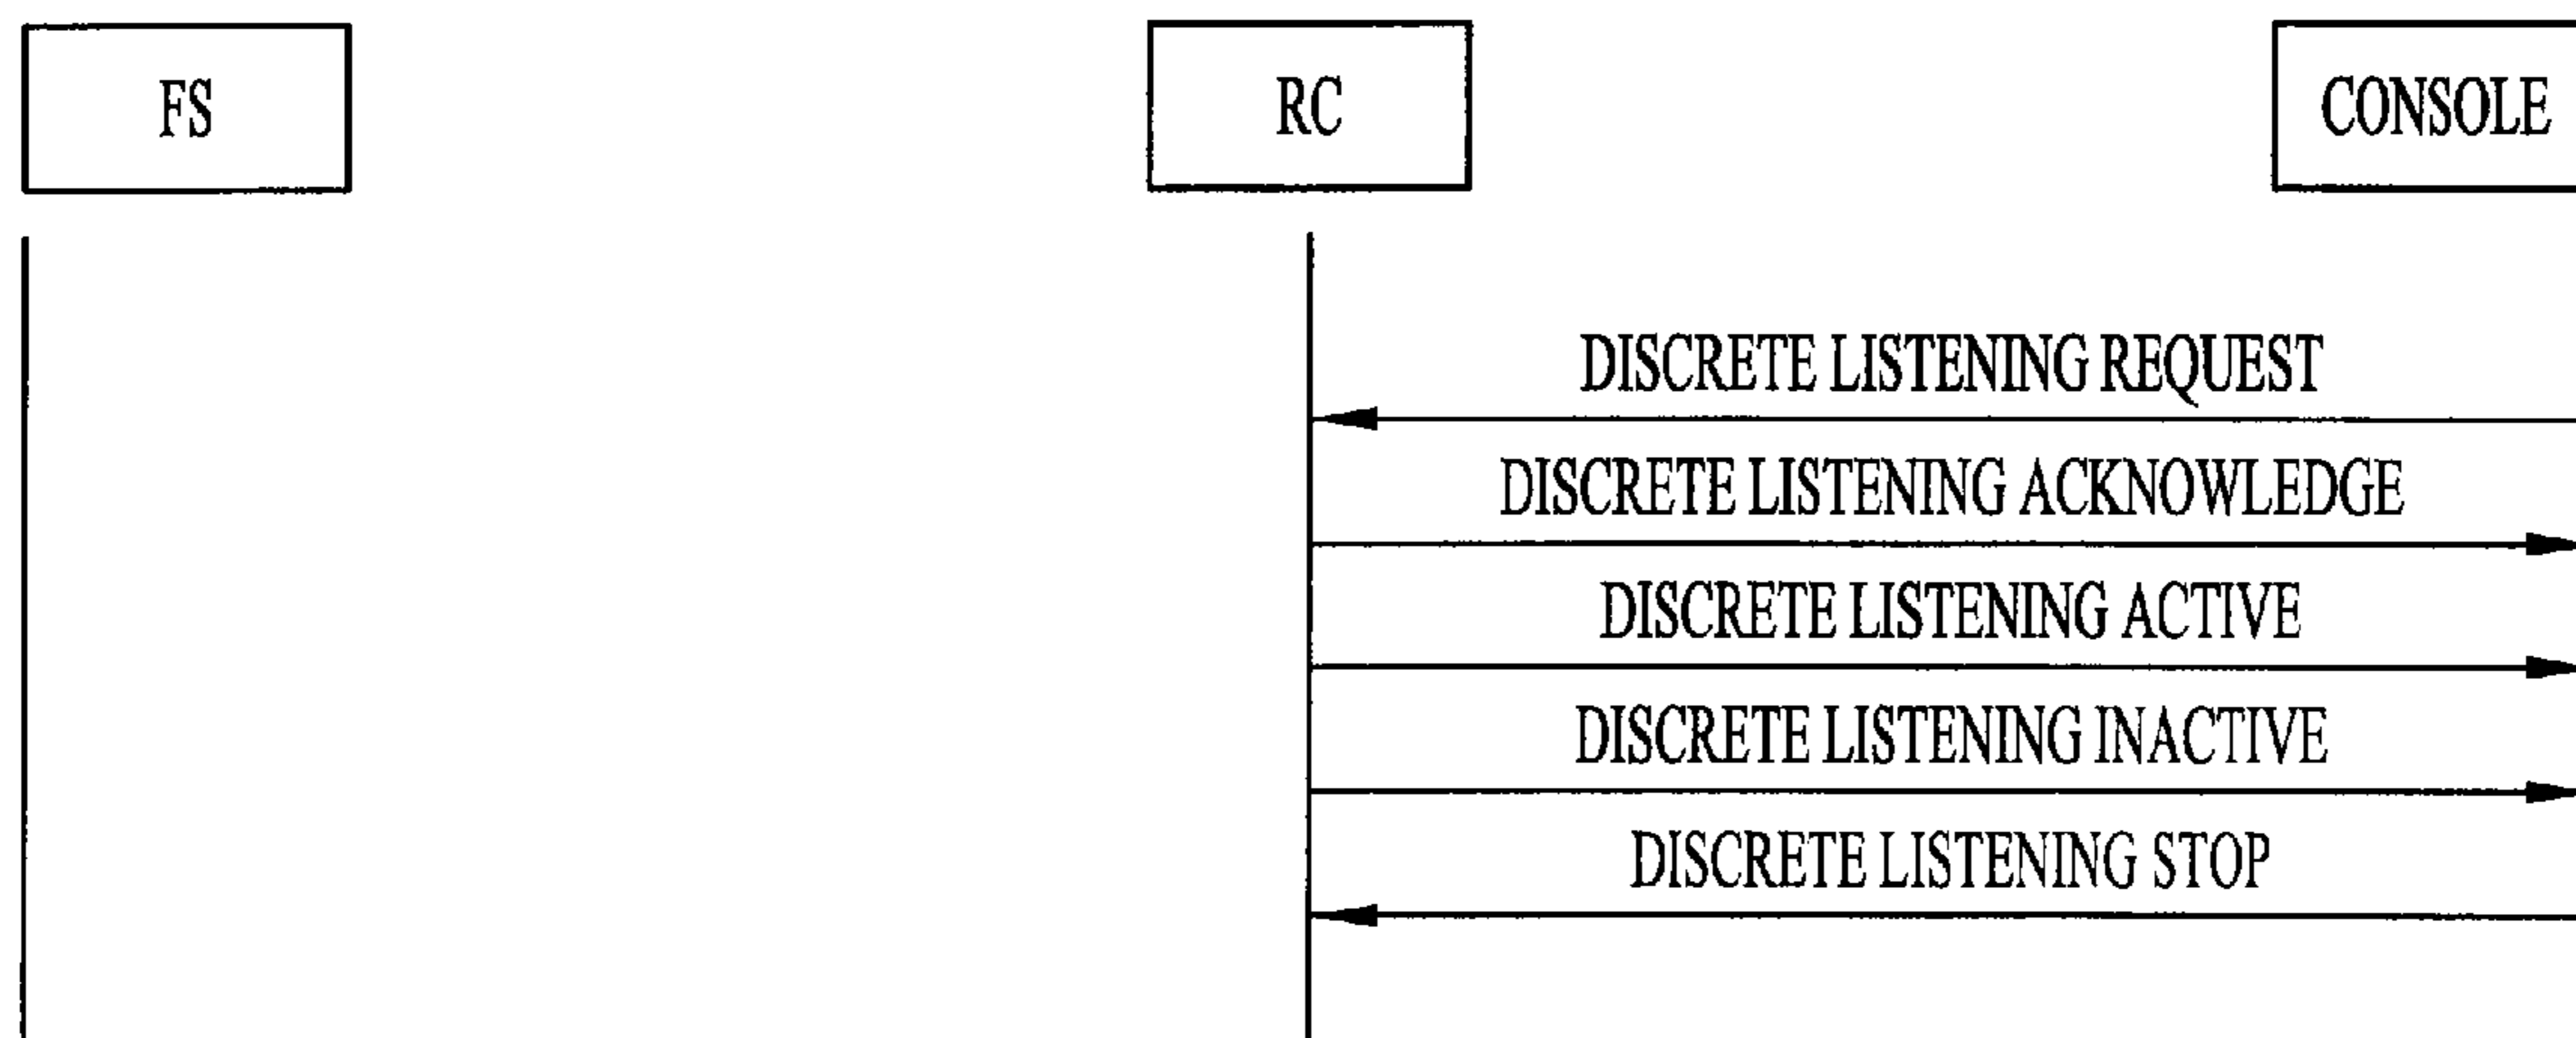 FS
RC
CONSOLE
DISCRETE LISTENING REQUEST
DISCRETE LISTENING ACKNOWLEDGE
DISCRETE LISTENING ACTIVE
DISCRETE LISTENING INACTIVE
DISCRETE LISTENING STOP